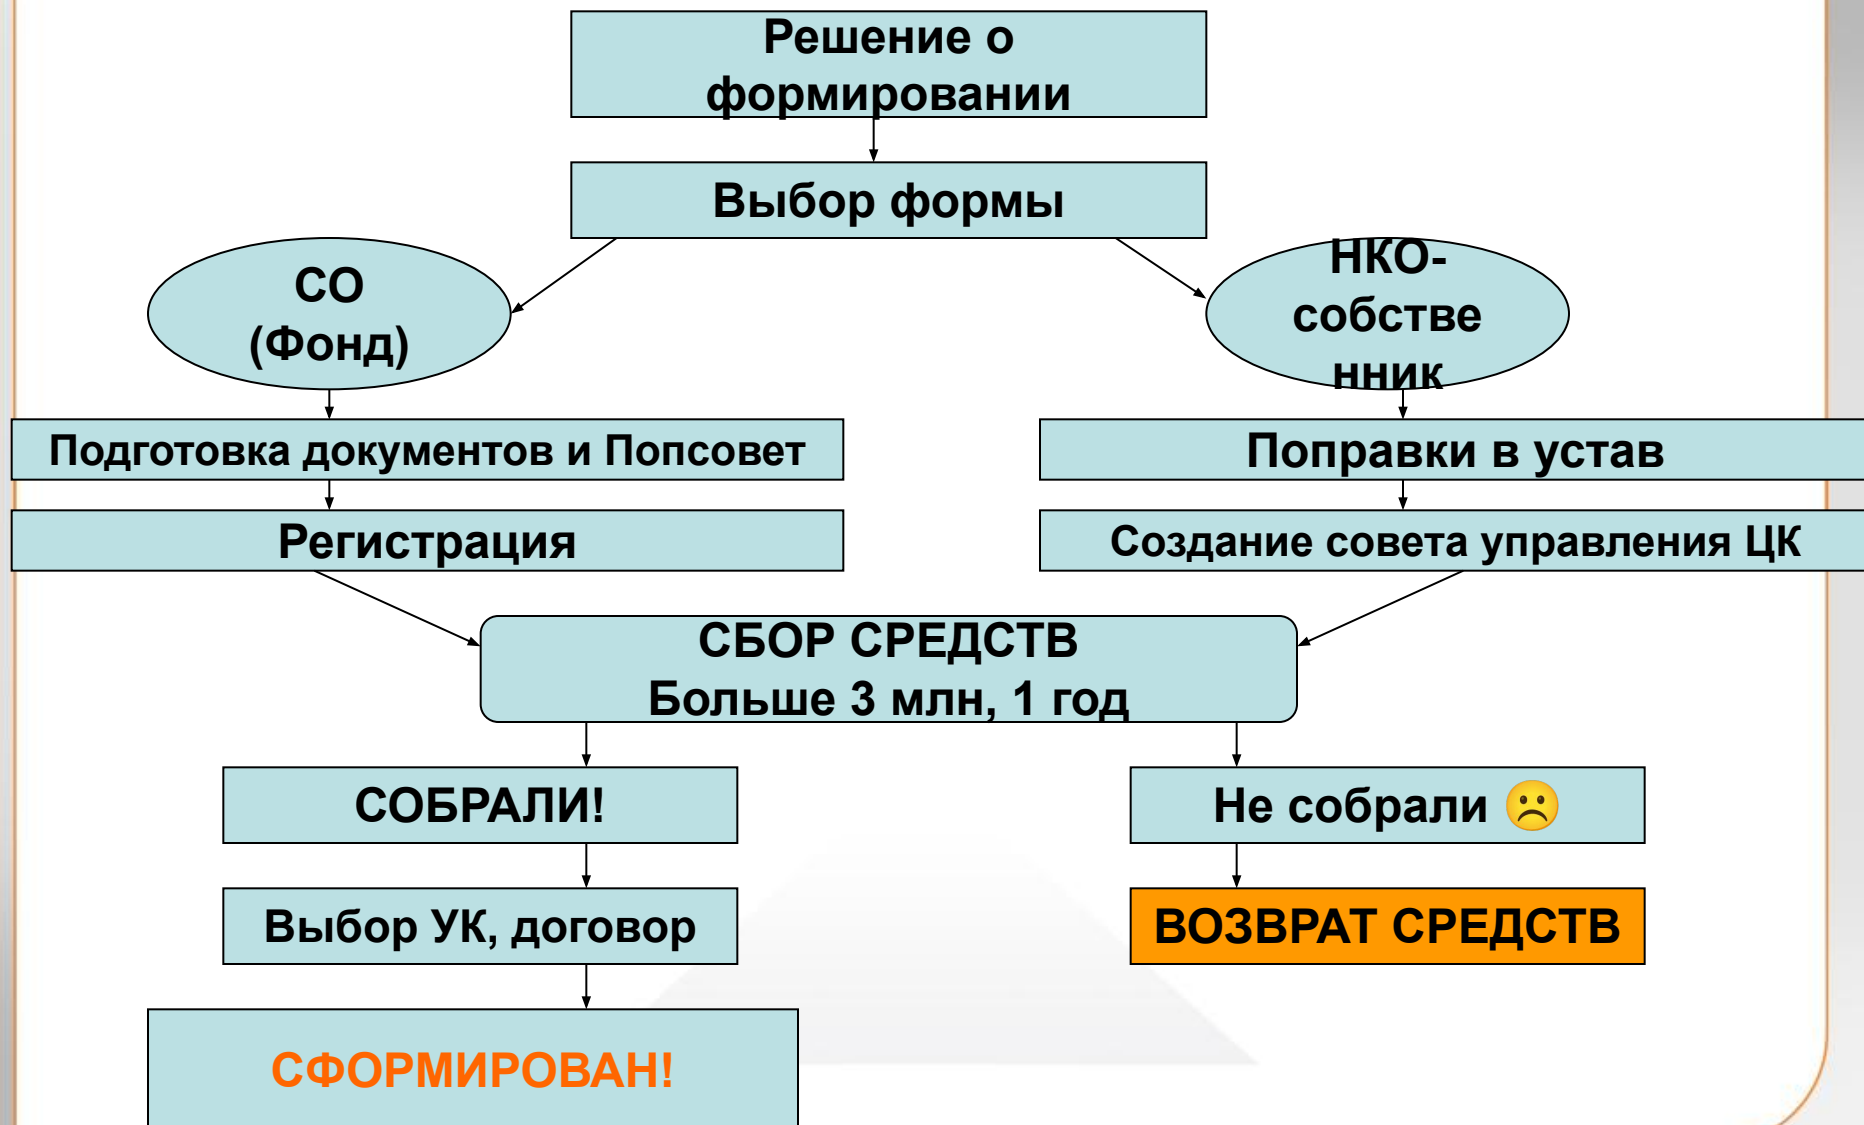 Решение о
формировании
Выбор формы
СО
(Фонд)
НКО-
собстве
нник
Подготовка документов и Попсовет
Поправки в устав
Регистрация
Создание совета управления ЦК
СБОР СРЕДСТВ
Больше 3 млн, 1 год
СОБРАЛИ!
Не собрали ☹
Выбор УК, договор
ВОЗВРАТ СРЕДСТВ
СФОРМИРОВАН!